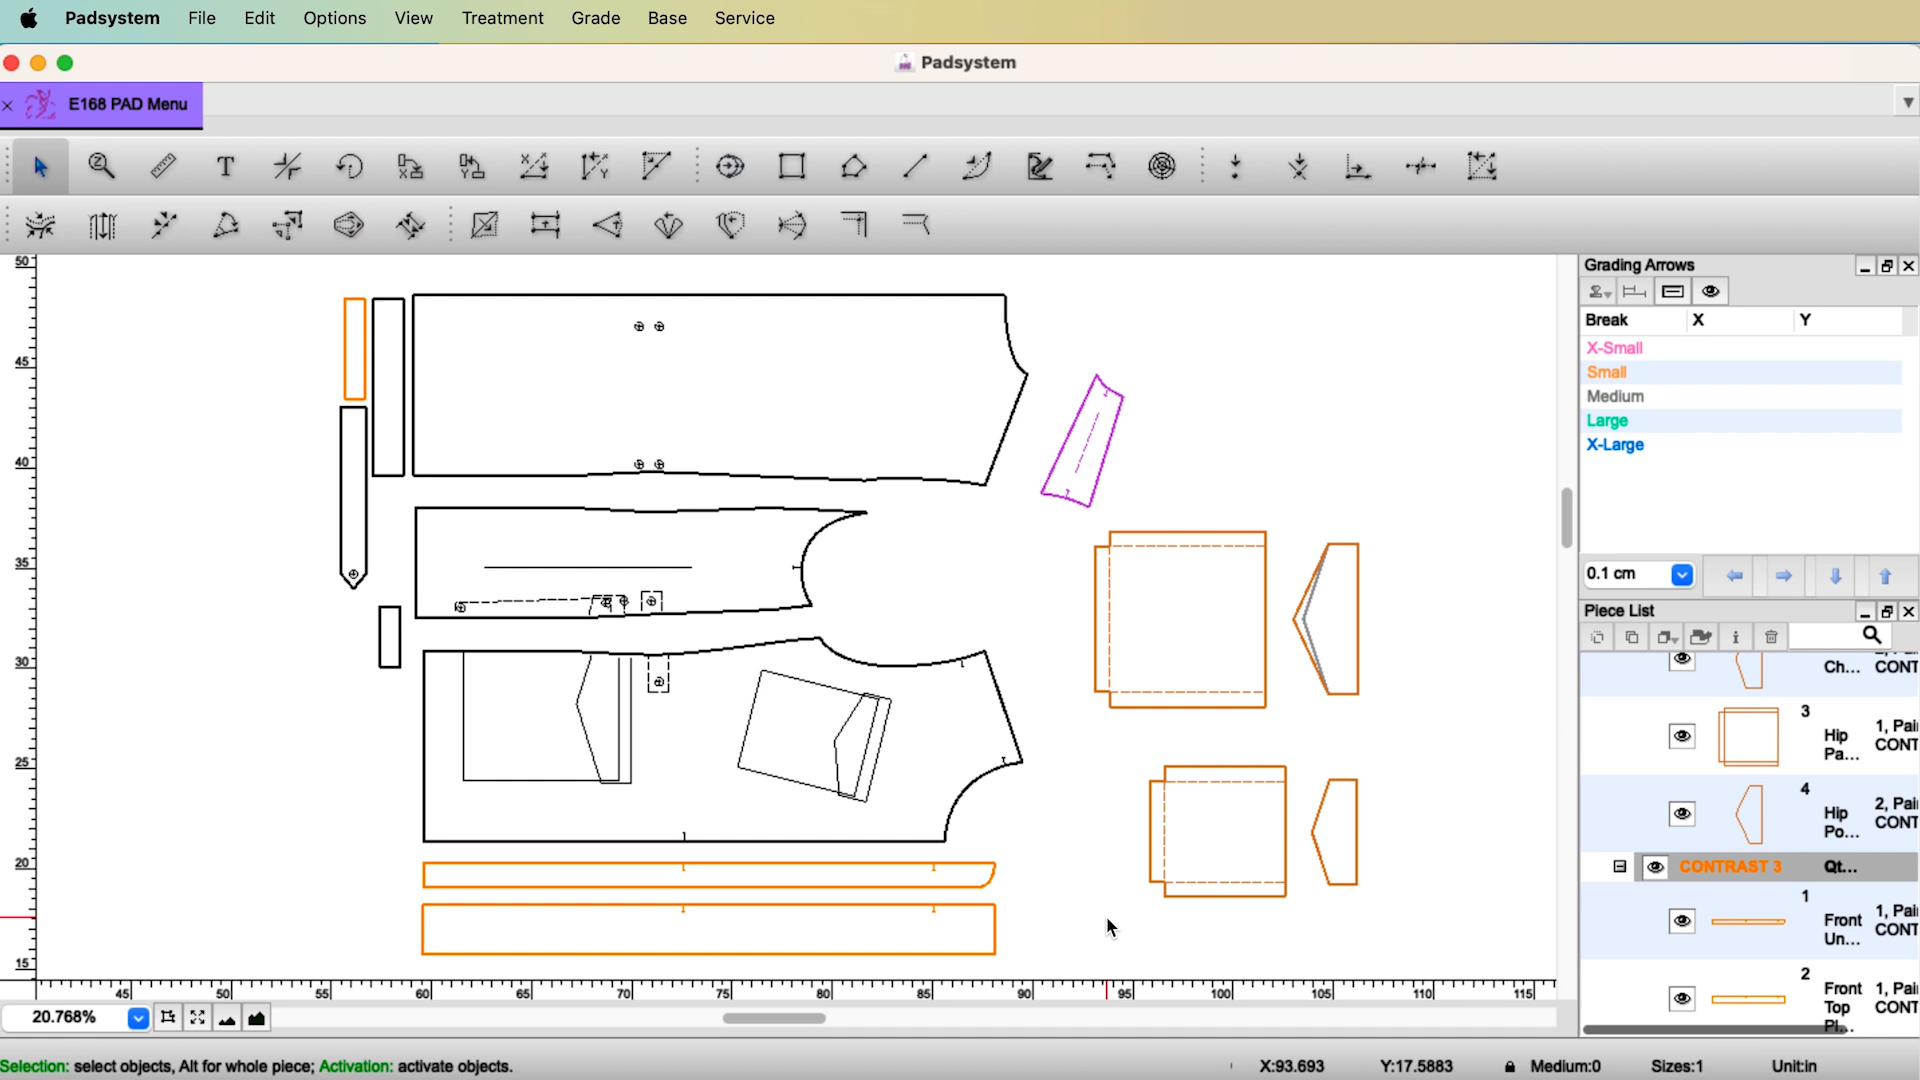 Padsystem File Edit Options View Treatment Grade Base Service
Padsystem
E168 PAD Menu
Grading Arrows
Break X Y
X-Small
Small
Medium
Large
X-Large
0.1 cm
Piece List
Ch... CONT
3 Hip Pa... 1, Pai CONT
4 Hip Po... 2, Pai CONT
CONTRAST 3 Qt...
1 Front Un... 1, Pai CONT
2 Front Top Pl... 1, Pai CONT
50
45
40
35
30
25
20
15
45 50 55 60 65 70 75 80 85 90 95 100 105 110 115
20.768%
Selection: select objects, Alt for whole piece; Activation: activate objects.
X:93.693 Y:17.5883 Medium:0 Sizes:1 Unit:in